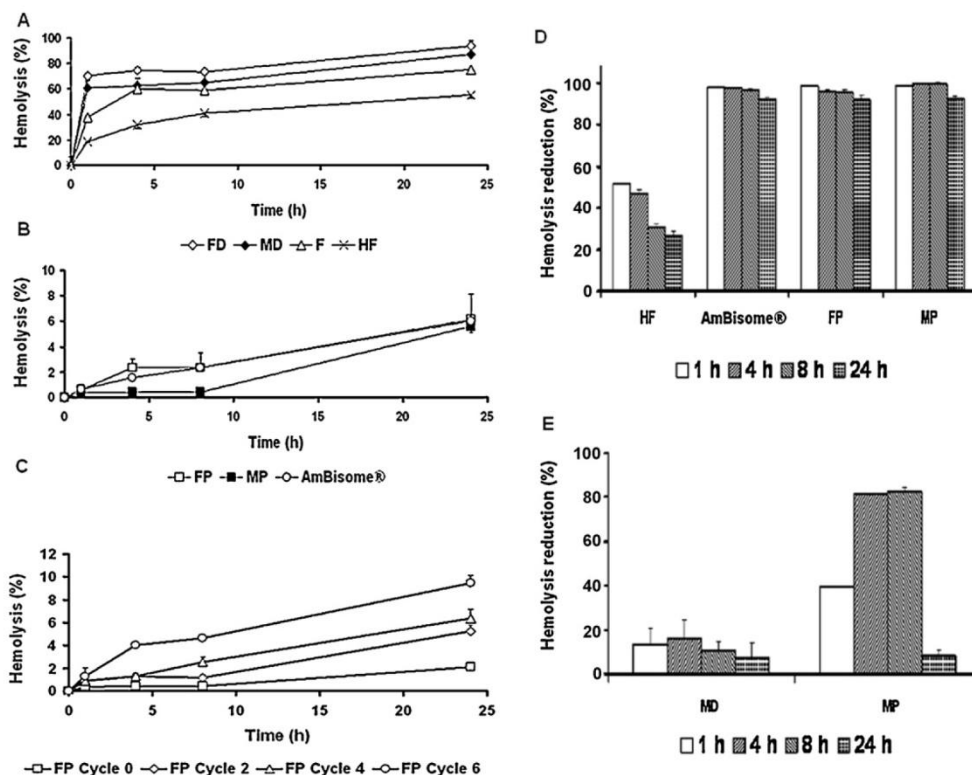 A
Hemolysis (%)
100
80
60
40
20
0
0 5 10 15 20 25
Time (h)
FD MD F HF
B
Hemolysis (%)
8
6
4
2
0
0 5 10 15 20 25
Time (h)
FP MP AmBisome®
C
Hemolysis (%)
12
10
8
6
4
2
0
0 5 10 15 20 25
Time (h)
FP Cycle 0 FP Cycle 2 FP Cycle 4 FP Cycle 6
D
Hemolysis reduction (%)
100
80
60
40
20
0
HF AmBisome® FP MP
1 h 4 h 8 h 24 h
E
Hemolysis reduction (%)
100
80
60
40
20
0
MD MP
1 h 4 h 8 h 24 h